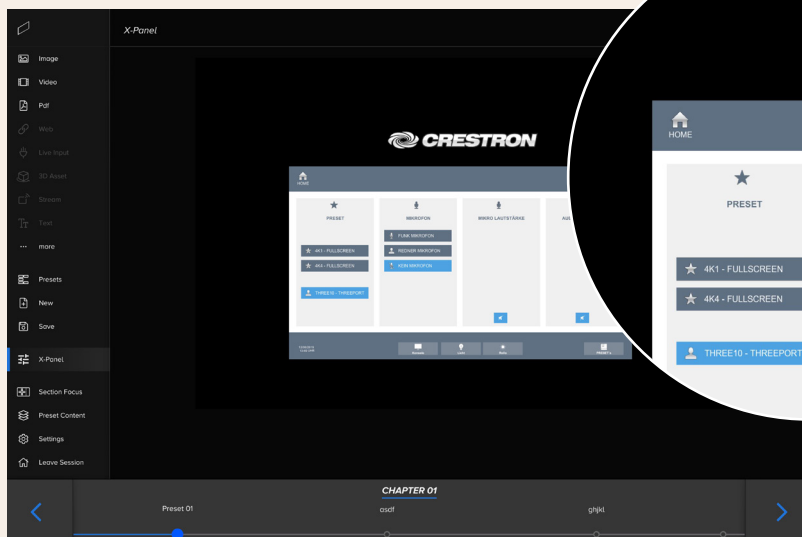 X-Panel
Image
Video
Pdf
Web
Live Input
3D Asset
Stream
Text
more
Presets
New
Save
X-Panel
Section Focus
Preset Content
Settings
Leave Session
CRESTRON
HOME
PRESET
4K1 - FULLSCREEN
4K4 - FULLSCREEN
THREE10 - THREEPORT
MIKROFON
FUNK MIKROFON
REDNER MIKROFON
KEIN MIKROFON
MIKRO LAUTSTÄRKE
HOME
PRESET
4K1 - FULLSCREEN
4K4 - FULLSCREEN
THREE10 - THREEPORT
CHAPTER 01
Preset 01
asdf
ghjkl